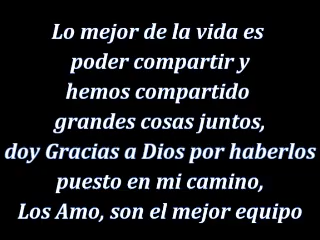 Lo mejor de la vida es
poder compartir y
hemos compartido
grandes cosas juntos,
doy Gracias a Dios por haberlos
puesto en mi camino,
Los Amo, son el mejor equipo